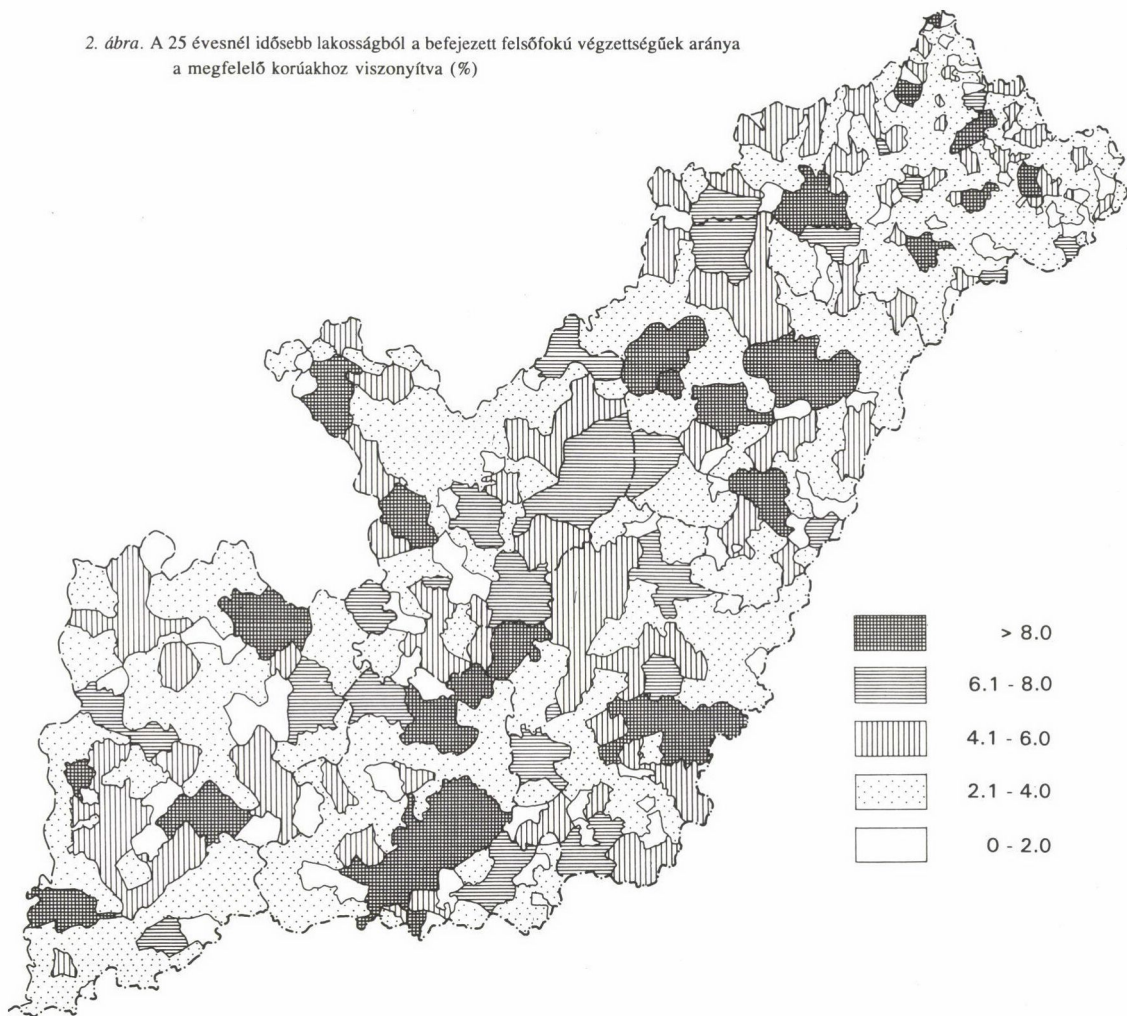 2. ábra. A 25 évesnél idősebb lakosságból a befejezett felsőfokú végzettségűek aránya
a megfelelő korúakhoz viszonyítva (%)
> 8.0
6.1 - 8.0
4.1 - 6.0
2.1 - 4.0
0 - 2.0